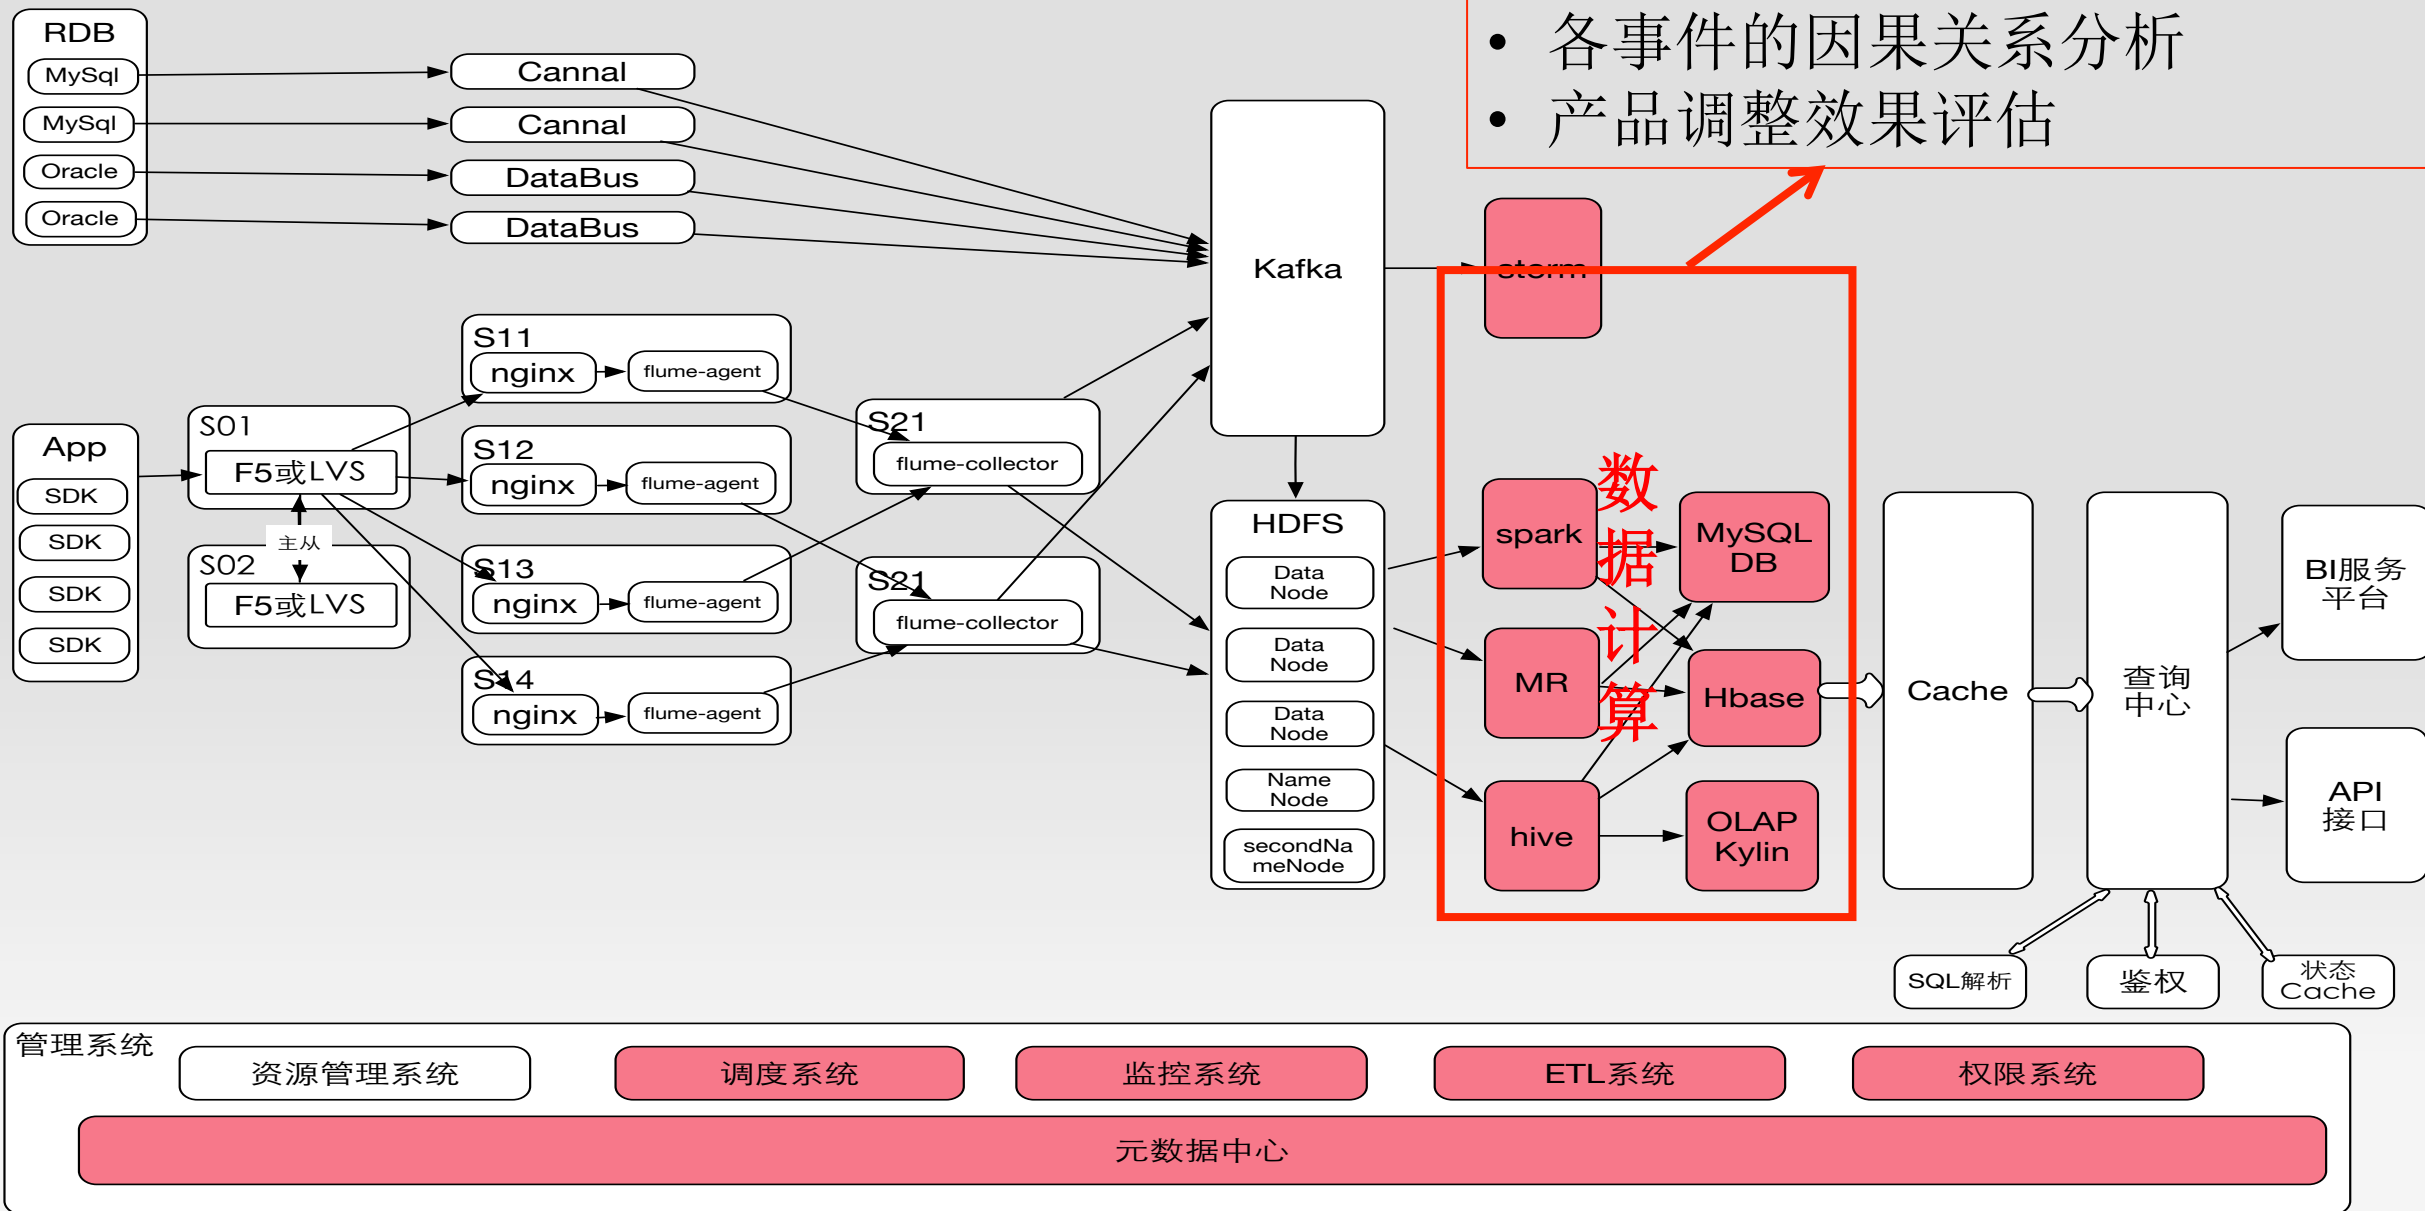 • 各事件的因果关系分析
• 产品调整效果评估
RDB
MySql
MySql
Oracle
Oracle
Cannal
Cannal
DataBus
DataBus
Kafka
storm
App
SDK
SDK
SDK
SDK
S01
F5或LVS
主从
S02
F5或LVS
S11
nginx
flume-agent
S12
nginx
flume-agent
S13
nginx
flume-agent
S14
nginx
flume-agent
S21
flume-collector
S21
flume-collector
HDFS
Data
Node
Data
Node
Data
Node
Name
Node
secondNa
meNode
spark
MR
hive
数
据
计
算
MySQL
DB
Hbase
OLAP
Kylin
Cache
查询
中心
BI服务
平台
API
接口
SQL解析
鉴权
状态
Cache
管理系统
资源管理系统
调度系统
监控系统
ETL系统
权限系统
元数据中心